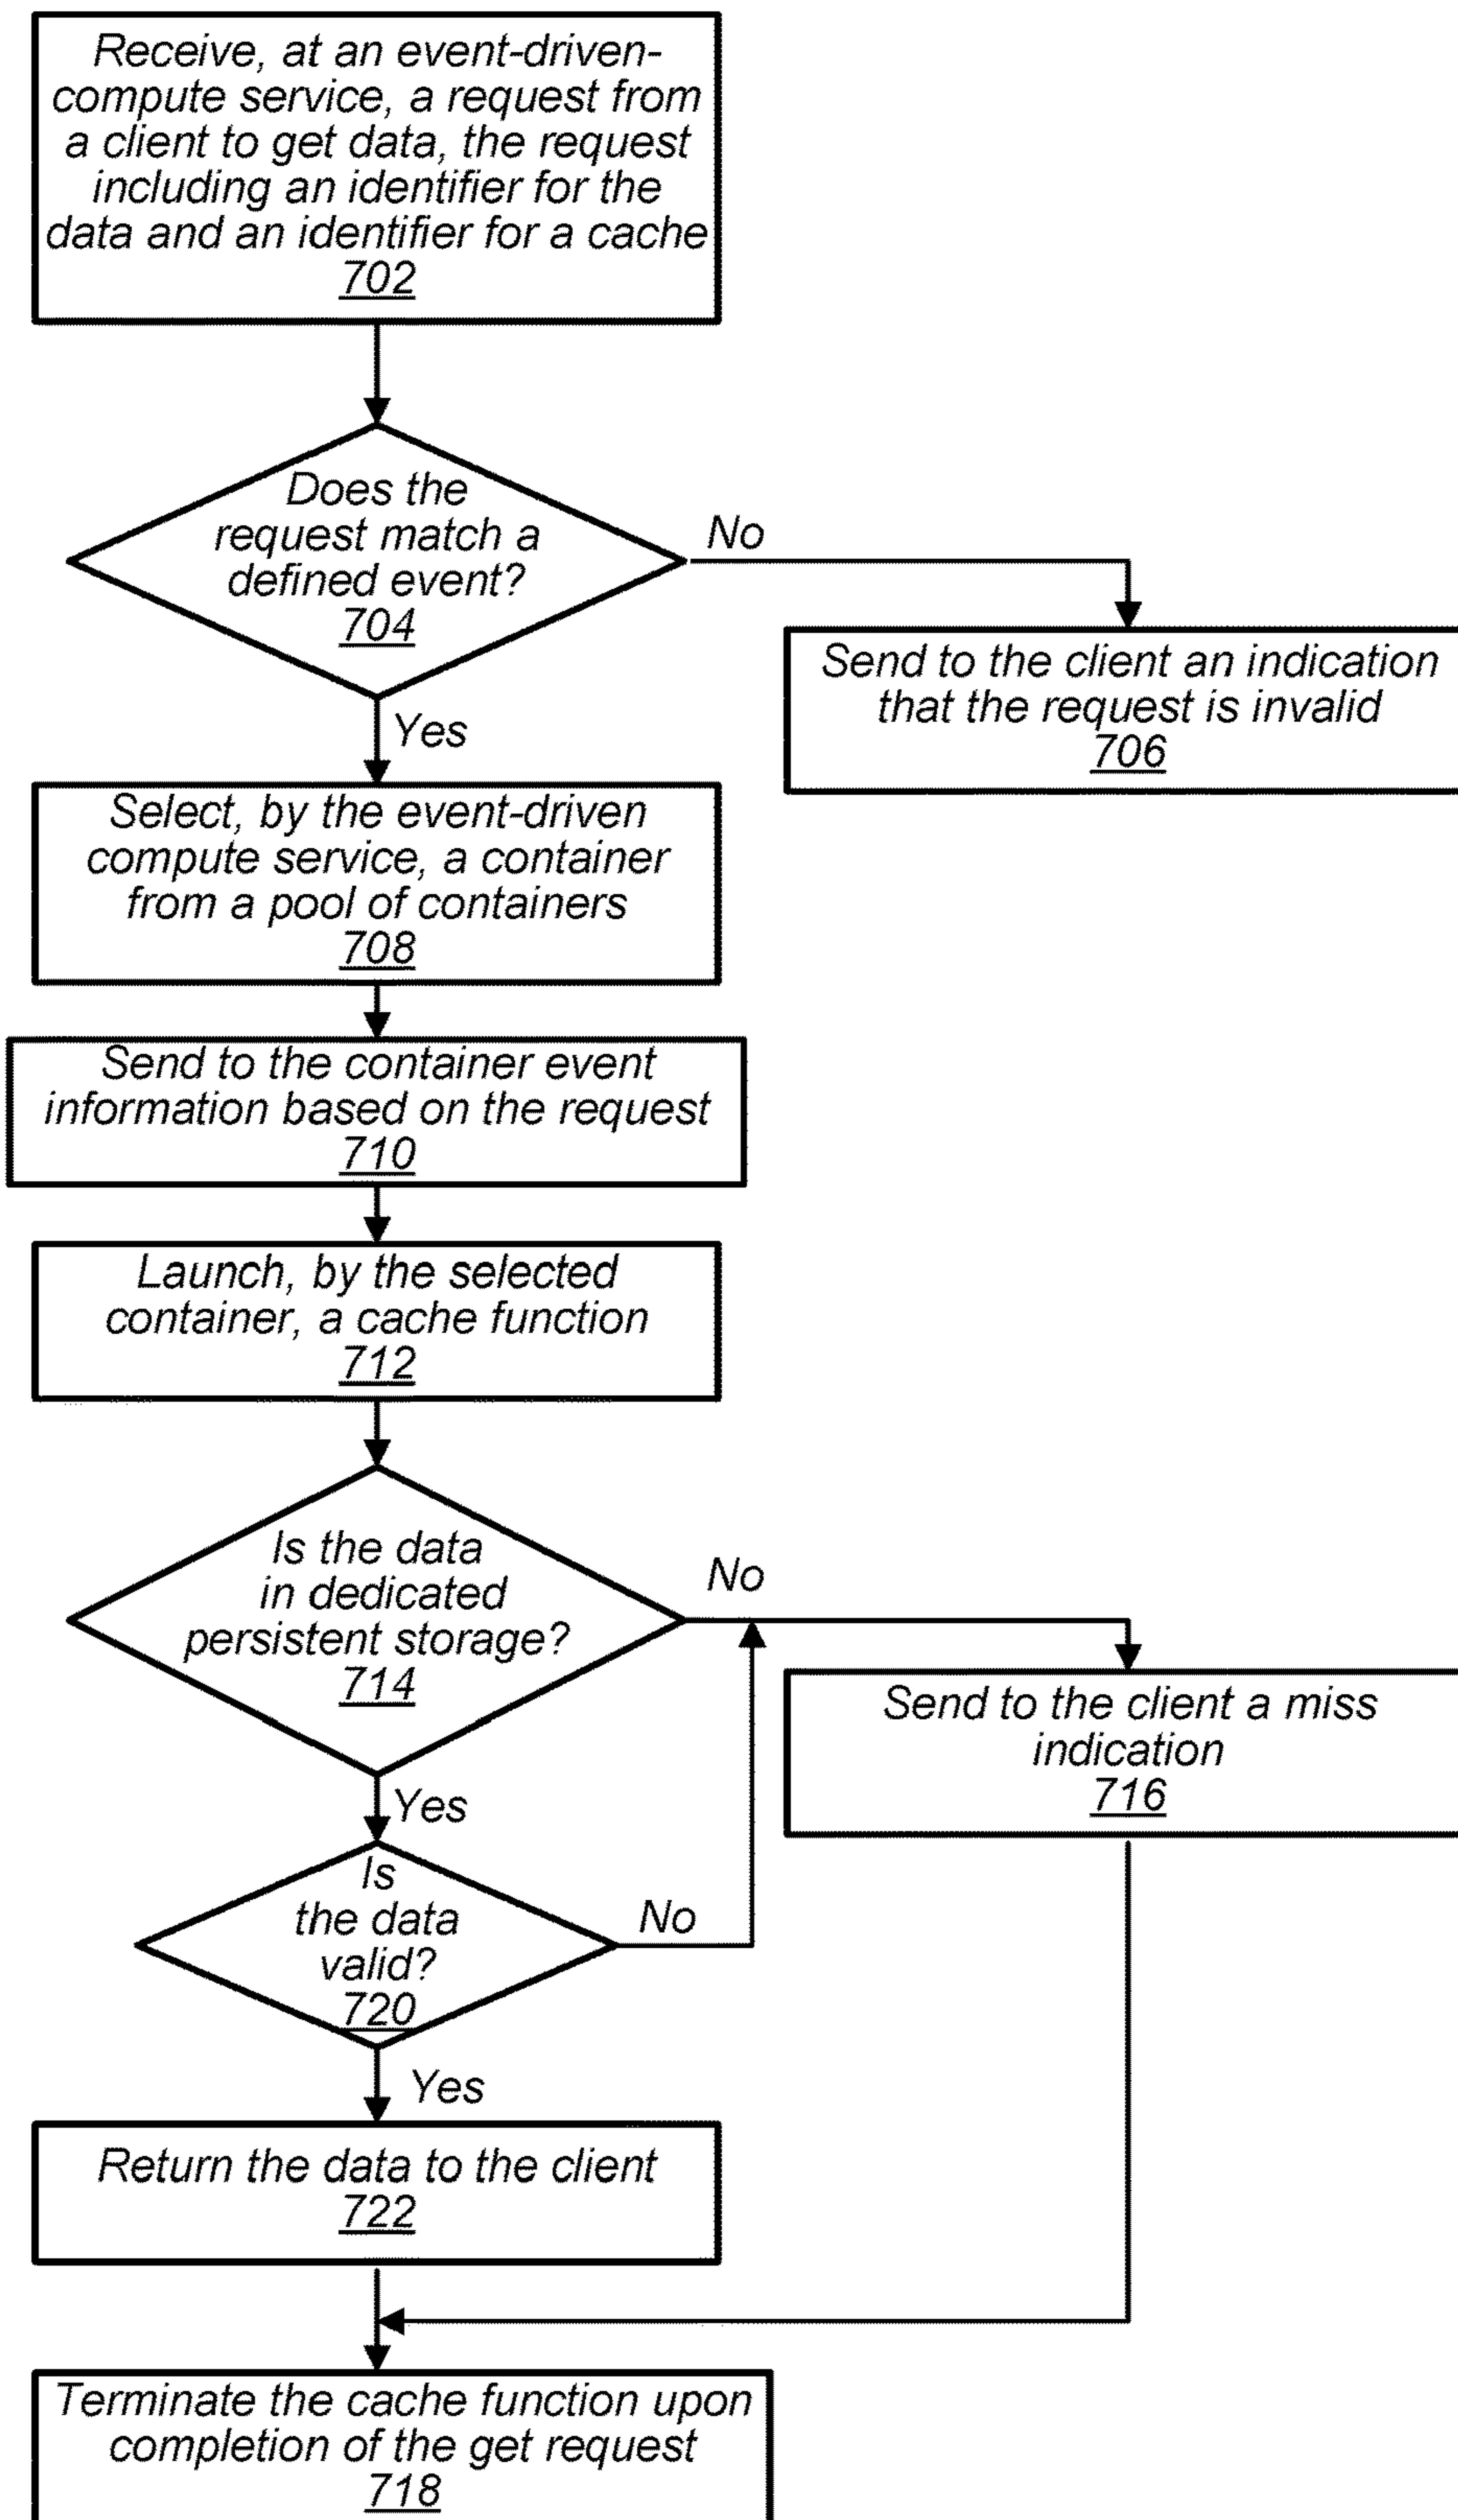 Receive, at an event-driven-
compute service, a request from
a client to get data, the request
including an identifier for the
data and an identifier for a cache
702
Does the
request match a
defined event?
704
No
Send to the client an indication
that the request is invalid
706
Yes
Select, by the event-driven
compute service, a container
from a pool of containers
708
Send to the container event
information based on the request
710
Launch, by the selected
container, a cache function
712
Is the data
in dedicated
persistent storage?
714
No
Send to the client a miss
indication
716
Yes
Is
the data
valid?
720
No
Yes
Return the data to the client
722
Terminate the cache function upon
completion of the get request
718